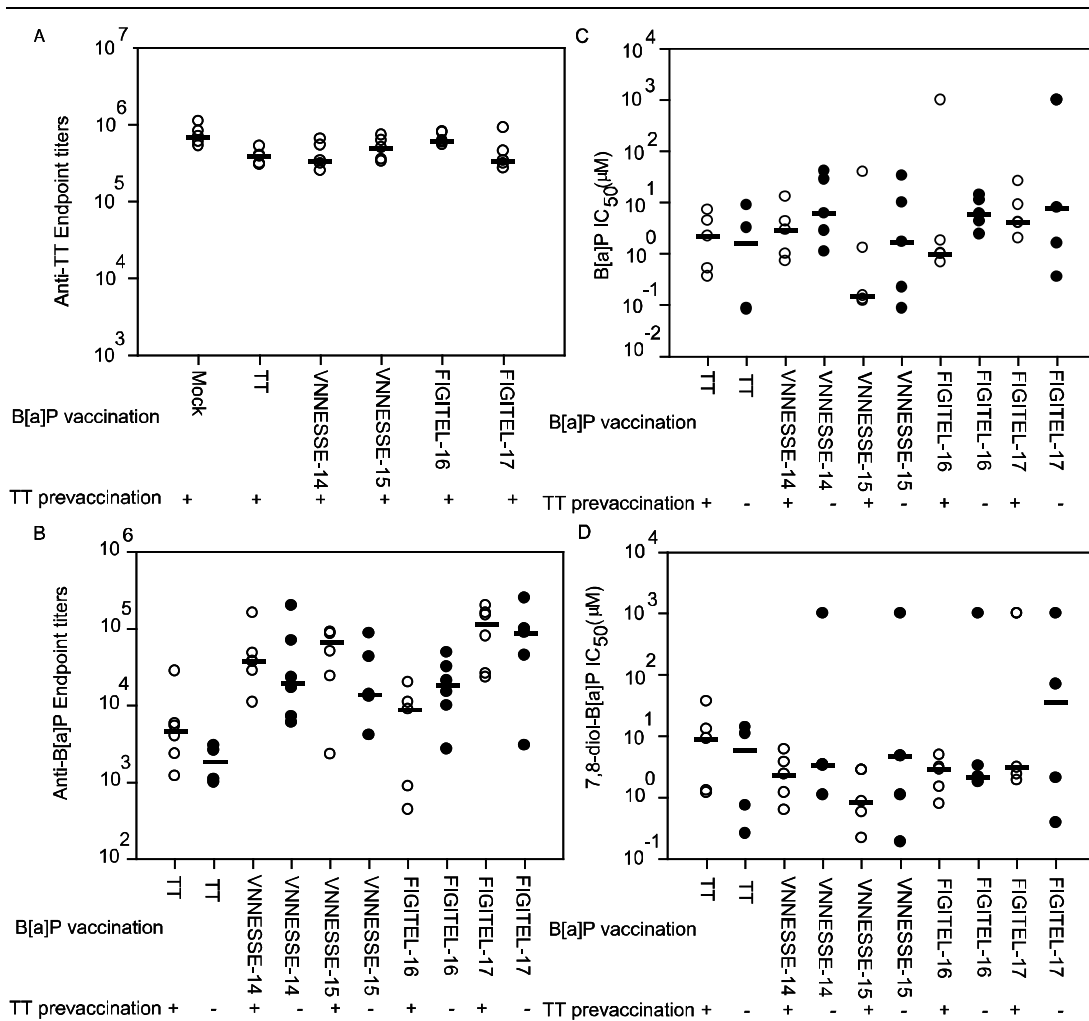 A
10^7
10^6
10^5
10^4
10^3
Anti-TT Endpoint titers
Mock
TT
VNNESSE-14
VNNESSE-15
FIGITEL-16
FIGITEL-17
B[a]P vaccination
TT prevaccination + + + + + +
B
10^6
10^5
10^4
10^3
10^2
Anti-B[a]P Endpoint titers
TT
TT
VNNESSE-14
VNNESSE-14
VNNESSE-15
VNNESSE-15
FIGITEL-16
FIGITEL-16
FIGITEL-17
FIGITEL-17
B[a]P vaccination
TT prevaccination + - + - + - + - + -
C
10^4
10^3
10^2
10^1
10^0
10^-1
10^-2
B[a]P IC50(µM)
TT
TT
VNNESSE-14
VNNESSE-14
VNNESSE-15
VNNESSE-15
FIGITEL-16
FIGITEL-16
FIGITEL-17
FIGITEL-17
B[a]P vaccination
TT prevaccination + - + - + - + - + -
D
10^4
10^3
10^2
10^1
10^0
10^-1
7,8-diol-B[a]P IC50(µM)
TT
TT
VNNESSE-14
VNNESSE-14
VNNESSE-15
VNNESSE-15
FIGITEL-16
FIGITEL-16
FIGITEL-17
FIGITEL-17
B[a]P vaccination
TT prevaccination + - + - + - + - + -